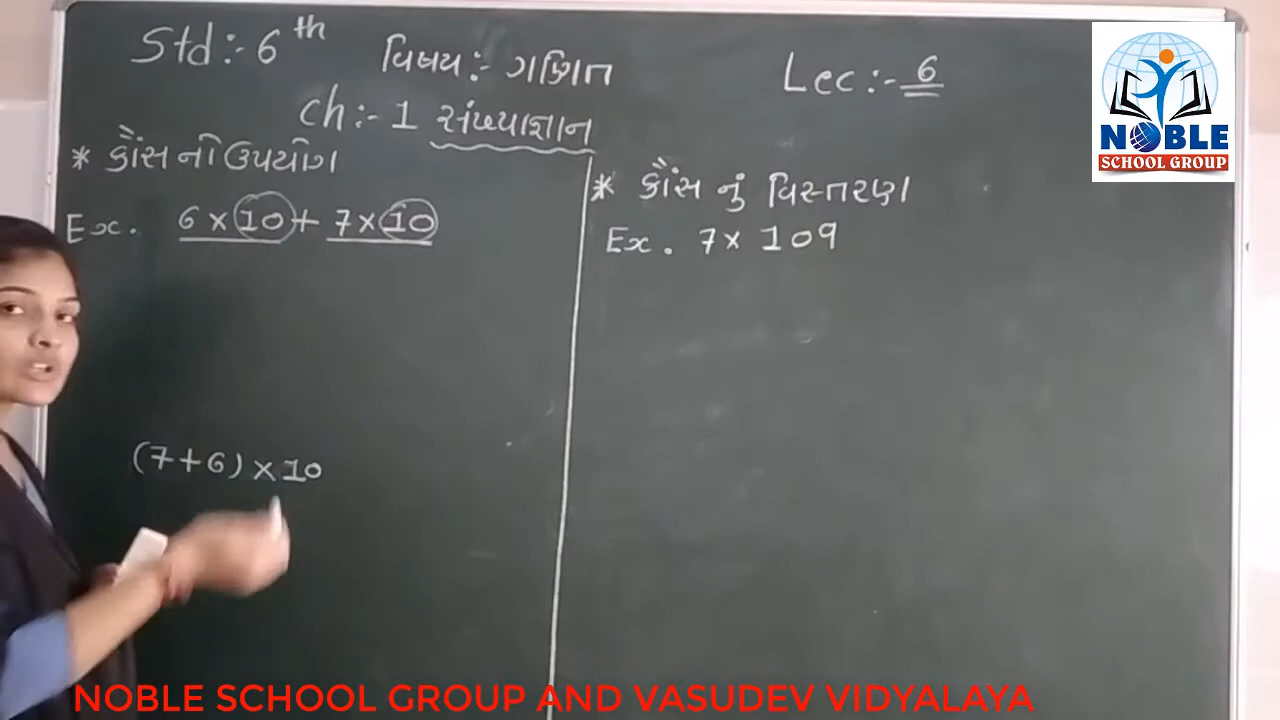 Std:- 6th વિષય:- ગણિત Lec:- 6
Ch:- 1 સંખ્યાજ્ઞાન
* કૌંસ નો ઉપયોગ
Ex. 6 × 10 + 7 × 10
(7+6) × 10
* કૌંસ નું વિસ્તરણ
Ex. 7 × 109
NOBLE
SCHOOL GROUP
NOBLE SCHOOL GROUP AND VASUDEV VIDYALAYA